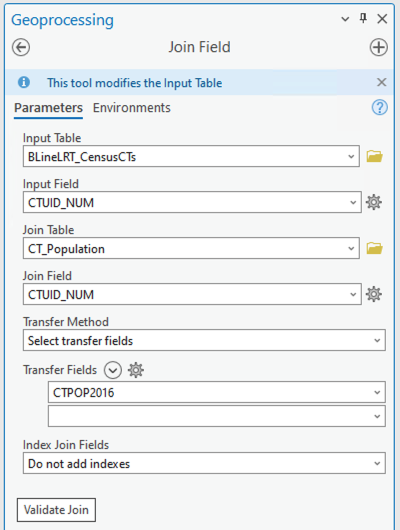 Geoprocessing
Join Field
This tool modifies the Input Table
Parameters Environments
Input Table
BLineLRT_CensusCTs
Input Field
CTUID_NUM
Join Table
CT_Population
Join Field
CTUID_NUM
Transfer Method
Select transfer fields
Transfer Fields
CTPOP2016
Index Join Fields
Do not add indexes
Validate Join